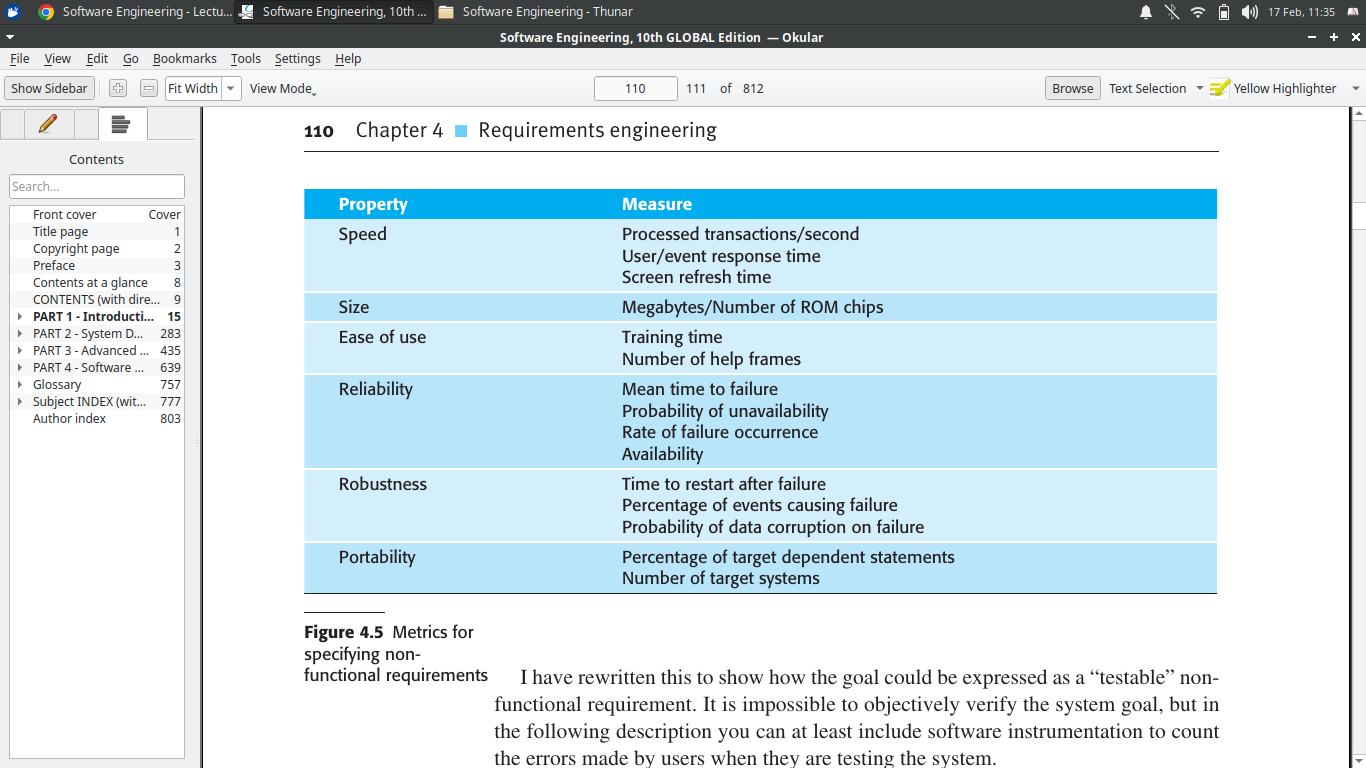 Software Engineering - Lectu...
Software Engineering, 10th ...
Software Engineering - Thunar
17 Feb, 11:35
Software Engineering, 10th GLOBAL Edition — Okular
File View Edit Go Bookmarks Tools Settings Help
Show Sidebar
Fit Width
View Mode
110
111 of 812
Browse
Text Selection
Yellow Highlighter
Contents
Search...
Front cover Cover
Title page 1
Copyright page 2
Preface 3
Contents at a glance 8
CONTENTS (with dire... 9
PART 1 - Introducti... 15
PART 2 - System D... 283
PART 3 - Advanced ... 435
PART 4 - Software ... 639
Glossary 757
Subject INDEX (wit... 777
Author index 803
110 Chapter 4 ■ Requirements engineering
Property Measure
Speed Processed transactions/second
User/event response time
Screen refresh time
Size Megabytes/Number of ROM chips
Ease of use Training time
Number of help frames
Reliability Mean time to failure
Probability of unavailability
Rate of failure occurrence
Availability
Robustness Time to restart after failure
Percentage of events causing failure
Probability of data corruption on failure
Portability Percentage of target dependent statements
Number of target systems
Figure 4.5 Metrics for
specifying non-
functional requirements
I have rewritten this to show how the goal could be expressed as a “testable” non-
functional requirement. It is impossible to objectively verify the system goal, but in
the following description you can at least include software instrumentation to count
the errors made by users when they are testing the system.